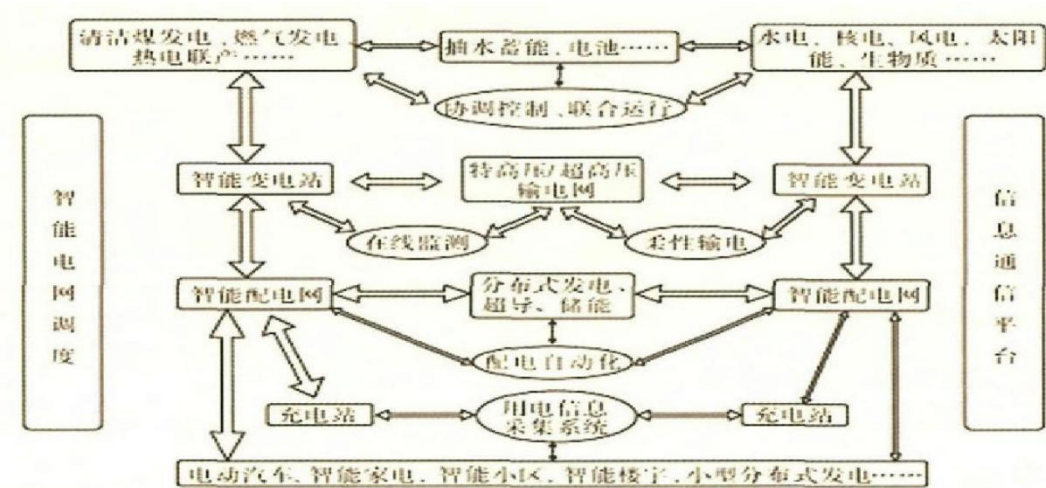 清洁煤发电、燃气发电
热电联产……
抽水蓄能、电池……
水电、核电、风电、太阳
能、生物质……
协调控制、联合运行
智能变电站
特高压/超高压
输电网
智能变电站
在线监测
柔性输电
智能电网调度
信息通信平台
智能配电网
分布式发电、
超导、储能
智能配电网
配电自动化
充电站
用电信息
采集系统
充电站
电动汽车、智能家电、智能小区、智能楼宇、小型分布式发电……